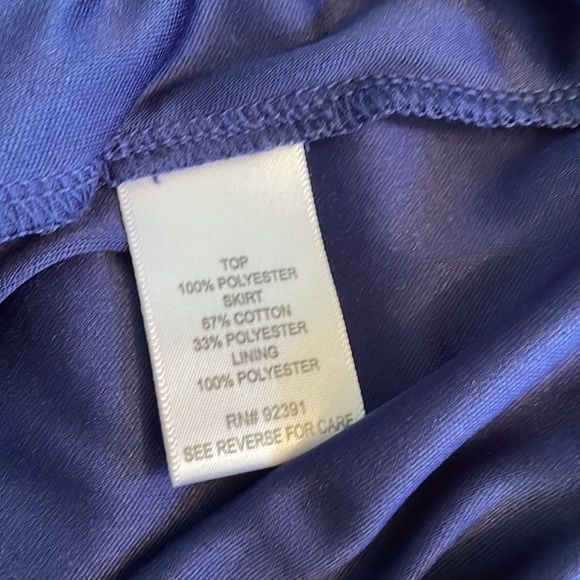 TOP
100% POLYESTER
SKIRT
67% COTTON
33% POLYESTER
LINING
100% POLYESTER
RN# 92391
SEE REVERSE FOR CARE